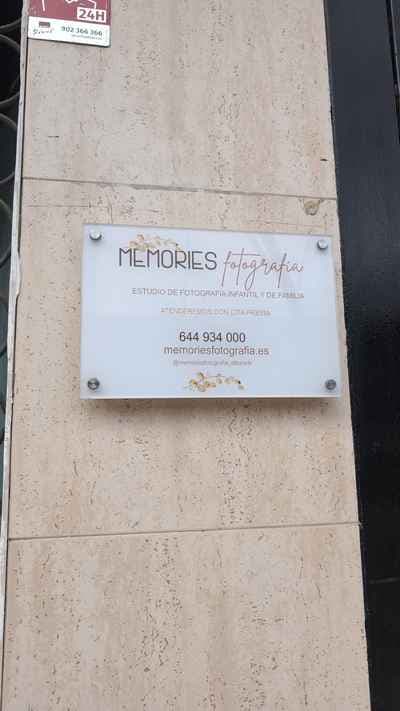 24H
902 366 366
MEMORIES fotografía
ESTUDIO DE FOTOGRAFIA INFANTIL Y DE FAMILIA
ATENDEREMOS CON CITA PREVIA
644 934 000
memoriesfotografia.es